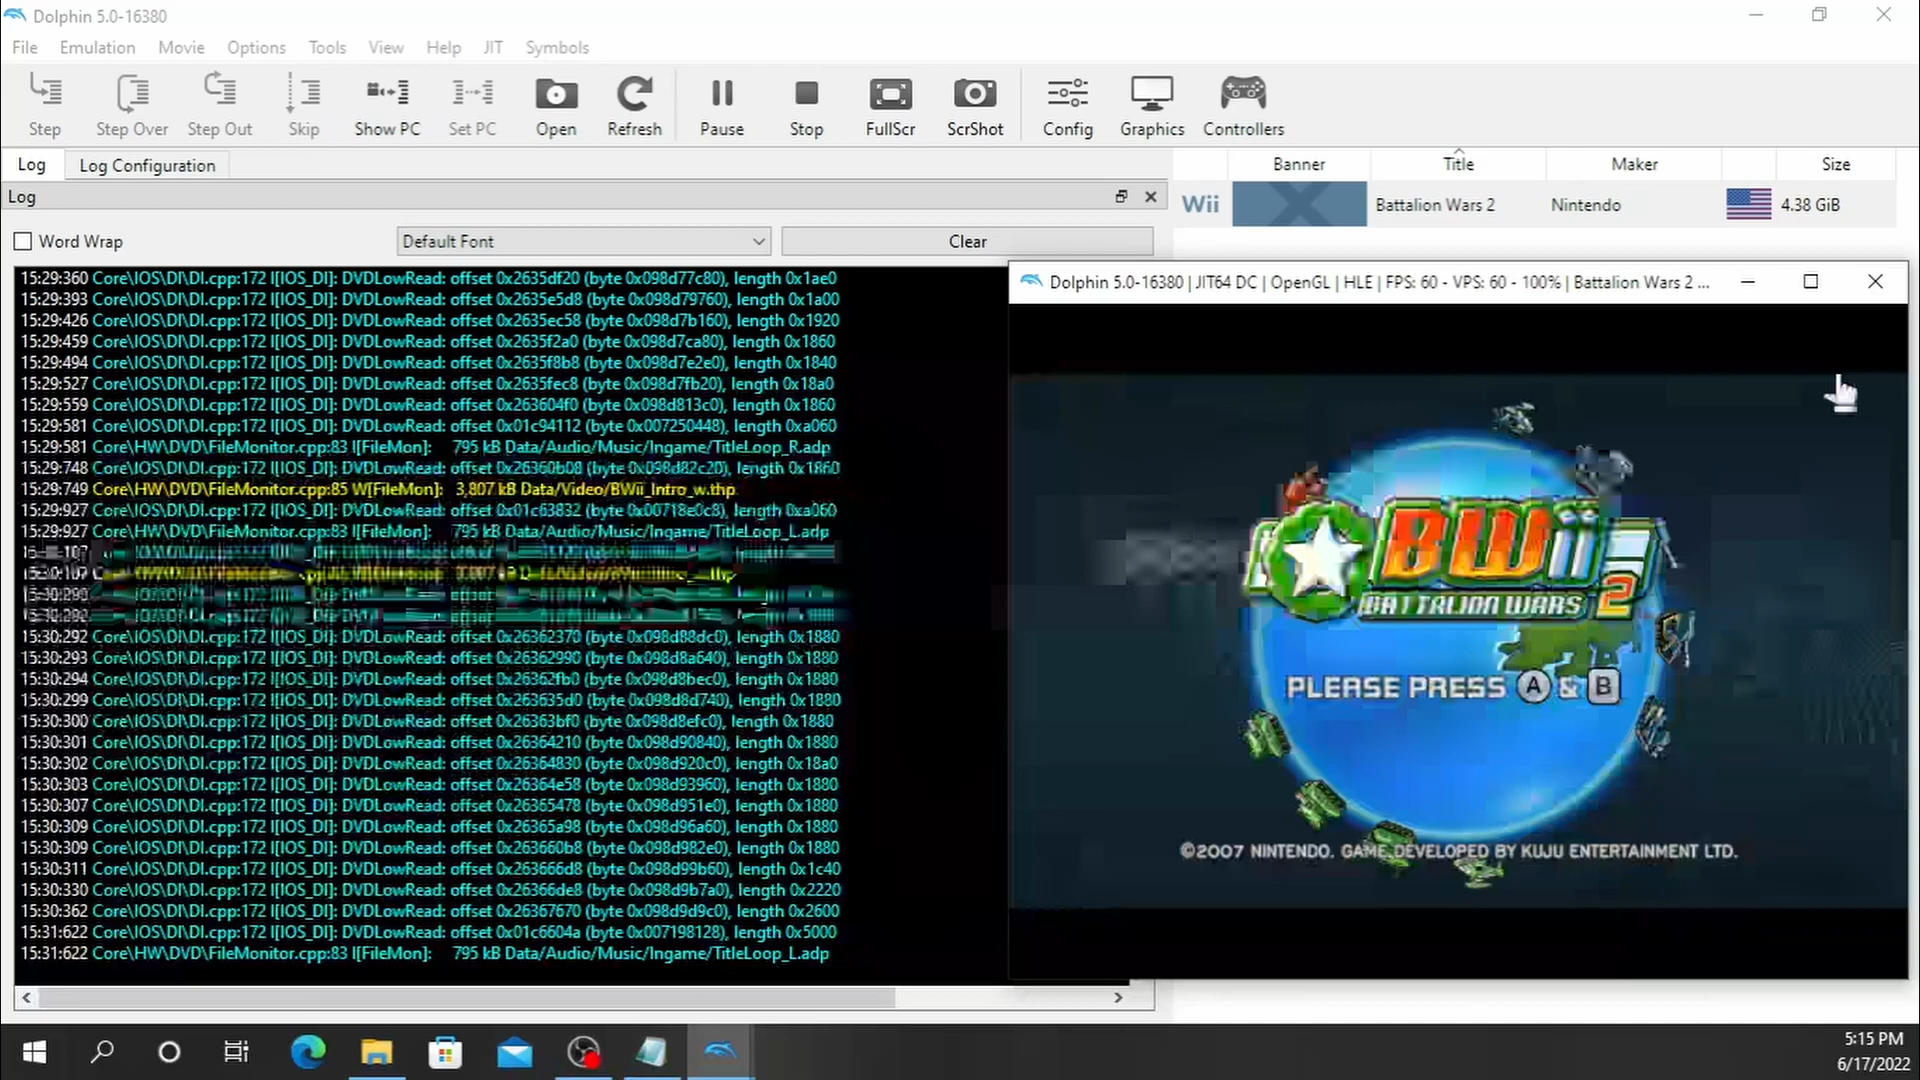 Dolphin 5.0-16380
File Emulation Movie Options Tools View Help JIT Symbols
Step Step Over Step Out Skip Show PC Set PC Open Refresh Pause Stop FullScr ScrShot Config Graphics Controllers
Log Log Configuration
Log
Word Wrap Default Font Clear
Banner Title Maker Size
Wii Battalion Wars 2 Nintendo 4.38 GiB
15:29:360 Core\IOS\DI\DI.cpp:172 I[IOS_DI]: DVDLowRead: offset 0x2635df20 (byte 0x098d77c80), length 0x1ae0
15:29:393 Core\IOS\DI\DI.cpp:172 I[IOS_DI]: DVDLowRead: offset 0x2635e5d8 (byte 0x098d79760), length 0x1a00
15:29:426 Core\IOS\DI\DI.cpp:172 I[IOS_DI]: DVDLowRead: offset 0x2635ec58 (byte 0x098d7b160), length 0x1920
15:29:459 Core\IOS\DI\DI.cpp:172 I[IOS_DI]: DVDLowRead: offset 0x2635f2a0 (byte 0x098d7ca80), length 0x1860
15:29:494 Core\IOS\DI\DI.cpp:172 I[IOS_DI]: DVDLowRead: offset 0x2635f8b8 (byte 0x098d7e2e0), length 0x1840
15:29:527 Core\IOS\DI\DI.cpp:172 I[IOS_DI]: DVDLowRead: offset 0x2635fec8 (byte 0x098d7fb20), length 0x18a0
15:29:559 Core\IOS\DI\DI.cpp:172 I[IOS_DI]: DVDLowRead: offset 0x263604f0 (byte 0x098d813c0), length 0x1860
15:29:581 Core\IOS\DI\DI.cpp:172 I[IOS_DI]: DVDLowRead: offset 0x01c94112 (byte 0x007250448), length 0xa060
15:29:581 Core\HW\DVD\FileMonitor.cpp:83 I[FileMon]: 795 kB Data/Audio/Music/Ingame/TitleLoop_R.adp
15:29:748 Core\IOS\DI\DI.cpp:172 I[IOS_DI]: DVDLowRead: offset 0x26360b08 (byte 0x098d82c20), length 0x1860
15:29:749 Core\HW\DVD\FileMonitor.cpp:85 W[FileMon]: 3,807 kB Data/Video/BWii_Intro_w.thp
15:29:927 Core\IOS\DI\DI.cpp:172 I[IOS_DI]: DVDLowRead: offset 0x01c63832 (byte 0x00718e0c8), length 0xa060
15:29:927 Core\HW\DVD\FileMonitor.cpp:83 I[FileMon]: 795 kB Data/Audio/Music/Ingame/TitleLoop_L.adp
15:30:292 Core\IOS\DI\DI.cpp:172 I[IOS_DI]: DVDLowRead: offset 0x26362370 (byte 0x098d88dc0), length 0x1880
15:30:293 Core\IOS\DI\DI.cpp:172 I[IOS_DI]: DVDLowRead: offset 0x26362990 (byte 0x098d8a640), length 0x1880
15:30:294 Core\IOS\DI\DI.cpp:172 I[IOS_DI]: DVDLowRead: offset 0x26362fb0 (byte 0x098d8bec0), length 0x1880
15:30:299 Core\IOS\DI\DI.cpp:172 I[IOS_DI]: DVDLowRead: offset 0x263635d0 (byte 0x098d8d740), length 0x1880
15:30:300 Core\IOS\DI\DI.cpp:172 I[IOS_DI]: DVDLowRead: offset 0x26363bf0 (byte 0x098d8efc0), length 0x1880
15:30:301 Core\IOS\DI\DI.cpp:172 I[IOS_DI]: DVDLowRead: offset 0x26364210 (byte 0x098d90840), length 0x1880
15:30:302 Core\IOS\DI\DI.cpp:172 I[IOS_DI]: DVDLowRead: offset 0x26364830 (byte 0x098d920c0), length 0x18a0
15:30:303 Core\IOS\DI\DI.cpp:172 I[IOS_DI]: DVDLowRead: offset 0x26364e58 (byte 0x098d93960), length 0x1880
15:30:307 Core\IOS\DI\DI.cpp:172 I[IOS_DI]: DVDLowRead: offset 0x26365478 (byte 0x098d951e0), length 0x1880
15:30:309 Core\IOS\DI\DI.cpp:172 I[IOS_DI]: DVDLowRead: offset 0x26365a98 (byte 0x098d96a60), length 0x1880
15:30:309 Core\IOS\DI\DI.cpp:172 I[IOS_DI]: DVDLowRead: offset 0x263660b8 (byte 0x098d982e0), length 0x1880
15:30:311 Core\IOS\DI\DI.cpp:172 I[IOS_DI]: DVDLowRead: offset 0x263666d8 (byte 0x098d99b60), length 0x1c40
15:30:330 Core\IOS\DI\DI.cpp:172 I[IOS_DI]: DVDLowRead: offset 0x26366de8 (byte 0x098d9b7a0), length 0x2220
15:30:362 Core\IOS\DI\DI.cpp:172 I[IOS_DI]: DVDLowRead: offset 0x26367670 (byte 0x098d9d9c0), length 0x2600
15:31:622 Core\IOS\DI\DI.cpp:172 I[IOS_DI]: DVDLowRead: offset 0x01c6604a (byte 0x007198128), length 0x5000
15:31:622 Core\HW\DVD\FileMonitor.cpp:83 I[FileMon]: 795 kB Data/Audio/Music/Ingame/TitleLoop_L.adp
Dolphin 5.0-16380 | JIT64 DC | OpenGL | HLE | FPS: 60 - VPS: 60 - 100% | Battalion Wars 2 ...
BWii
BATTALION WARS 2
PLEASE PRESS A & B
©2007 NINTENDO. GAME DEVELOPED BY KUJU ENTERTAINMENT LTD.
5:15 PM
6/17/2022